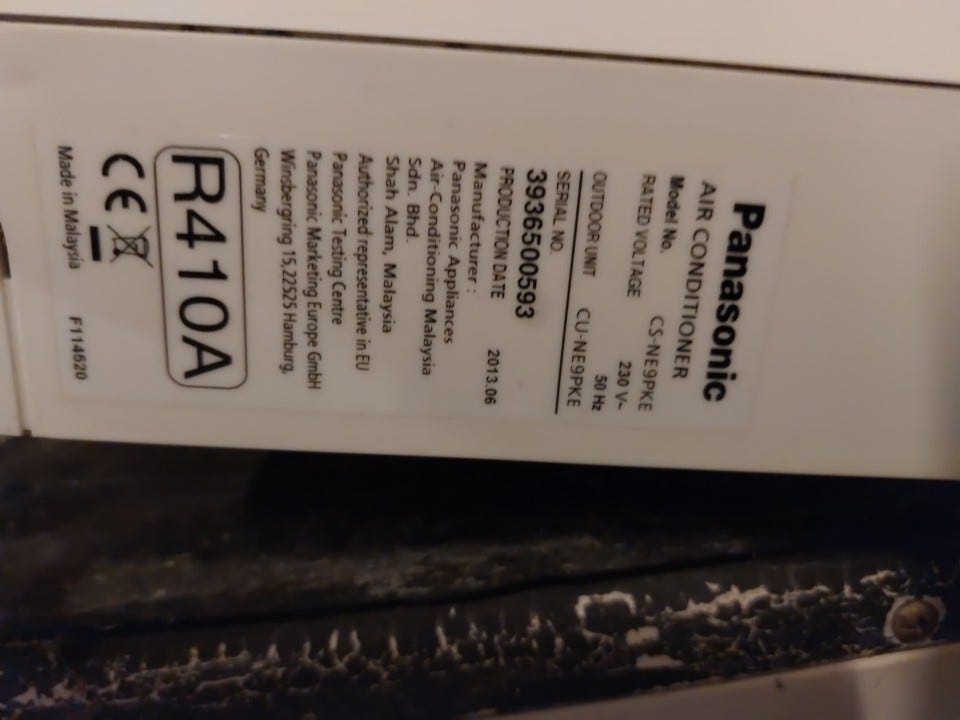 Panasonic
AIR CONDITIONER
Model No. CS-NE9PKE
RATED VOLTAGE 230 V~
50 Hz
OUTDOOR UNIT CU-NE9PKE
SERIAL NO.
3936500593
PRODUCTION DATE 2013.06
Manufacturer :
Panasonic Appliances
Air-Conditioning Malaysia
Sdn. Bhd.
Shah Alam, Malaysia
Authorized representative in EU
Panasonic Testing Centre
Panasonic Marketing Europe GmbH
Winsbergring 15,22525 Hamburg,
Germany
R410A
CE
Made in Malaysia F114520